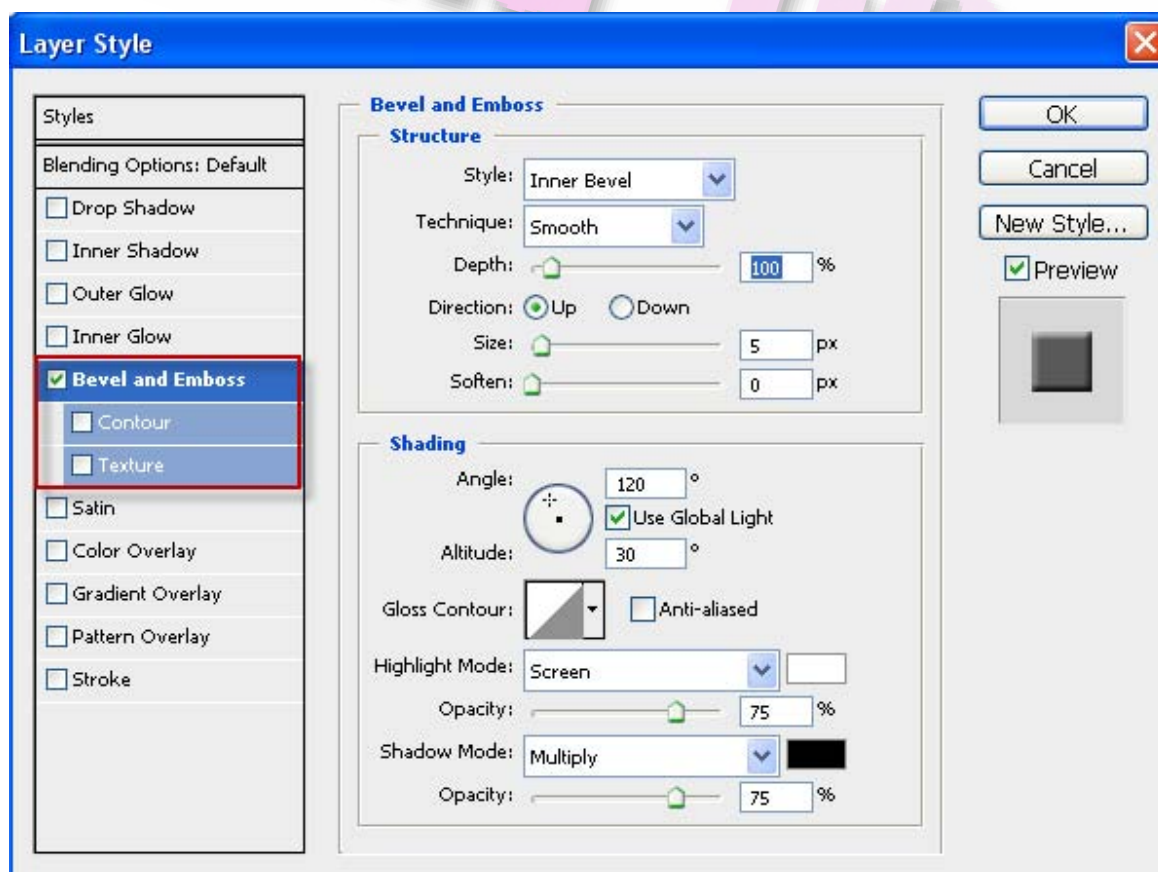 Layer Style
Styles
Blending Options: Default
Drop Shadow
Inner Shadow
Outer Glow
Inner Glow
Bevel and Emboss
Contour
Texture
Satin
Color Overlay
Gradient Overlay
Pattern Overlay
Stroke
Bevel and Emboss
Structure
Style: Inner Bevel
Technique: Smooth
Depth: 100 %
Direction: Up Down
Size: 5 px
Soften: 0 px
Shading
Angle: 120 °
Use Global Light
Altitude: 30 °
Gloss Contour: Anti-aliased
Highlight Mode: Screen
Opacity: 75 %
Shadow Mode: Multiply
Opacity: 75 %
OK
Cancel
New Style...
Preview